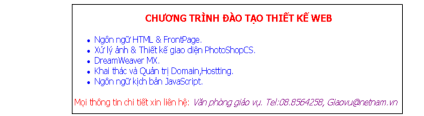 CHƯƠNG TRÌNH ĐÀO TẠO THIẾT KẾ WEB
Ngôn ngữ HTML & FrontPage.
Xử lý ảnh & Thiết kế giao diện PhotoShopCS.
DreamWeaver MX.
Khai thác và Quản trị Domain,Hostting.
Ngôn ngữ kịch bản JavaScript.
Mọi thông tin chi tiết xin liên hệ: Văn phòng giáo vụ. Tel:08.8564258, Giaovu@netnam.vn